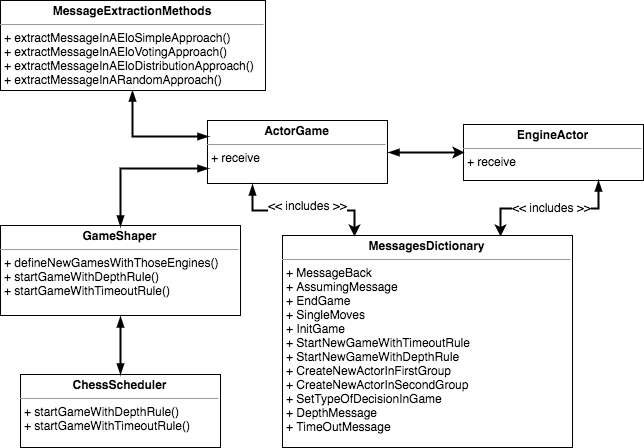 MessageExtractionMethods
+ extractMessageInAEloSimpleApproach()
+ extractMessageInAEloVotingApproach()
+ extractMessageInAEloDistributionApproach()
+ extractMessageInARandomApproach()
ActorGame
+ receive
EngineActor
+ receive
<< includes >>
<< includes >>
GameShaper
+ defineNewGamesWithThoseEngines()
+ startGameWithDepthRule()
+ startGameWithTimeoutRule()
MessagesDictionary
+ MessageBack
+ AssumingMessage
+ EndGame
+ SingleMoves
+ InitGame
+ StartNewGameWithTimeoutRule
+ StartNewGameWithDepthRule
+ CreateNewActorInFirstGroup
+ CreateNewActorInSecondGroup
+ SetTypeOfDecisionInGame
+ DepthMessage
+ TimeOutMessage
ChessScheduler
+ startGameWithDepthRule()
+ startGameWithTimeoutRule()